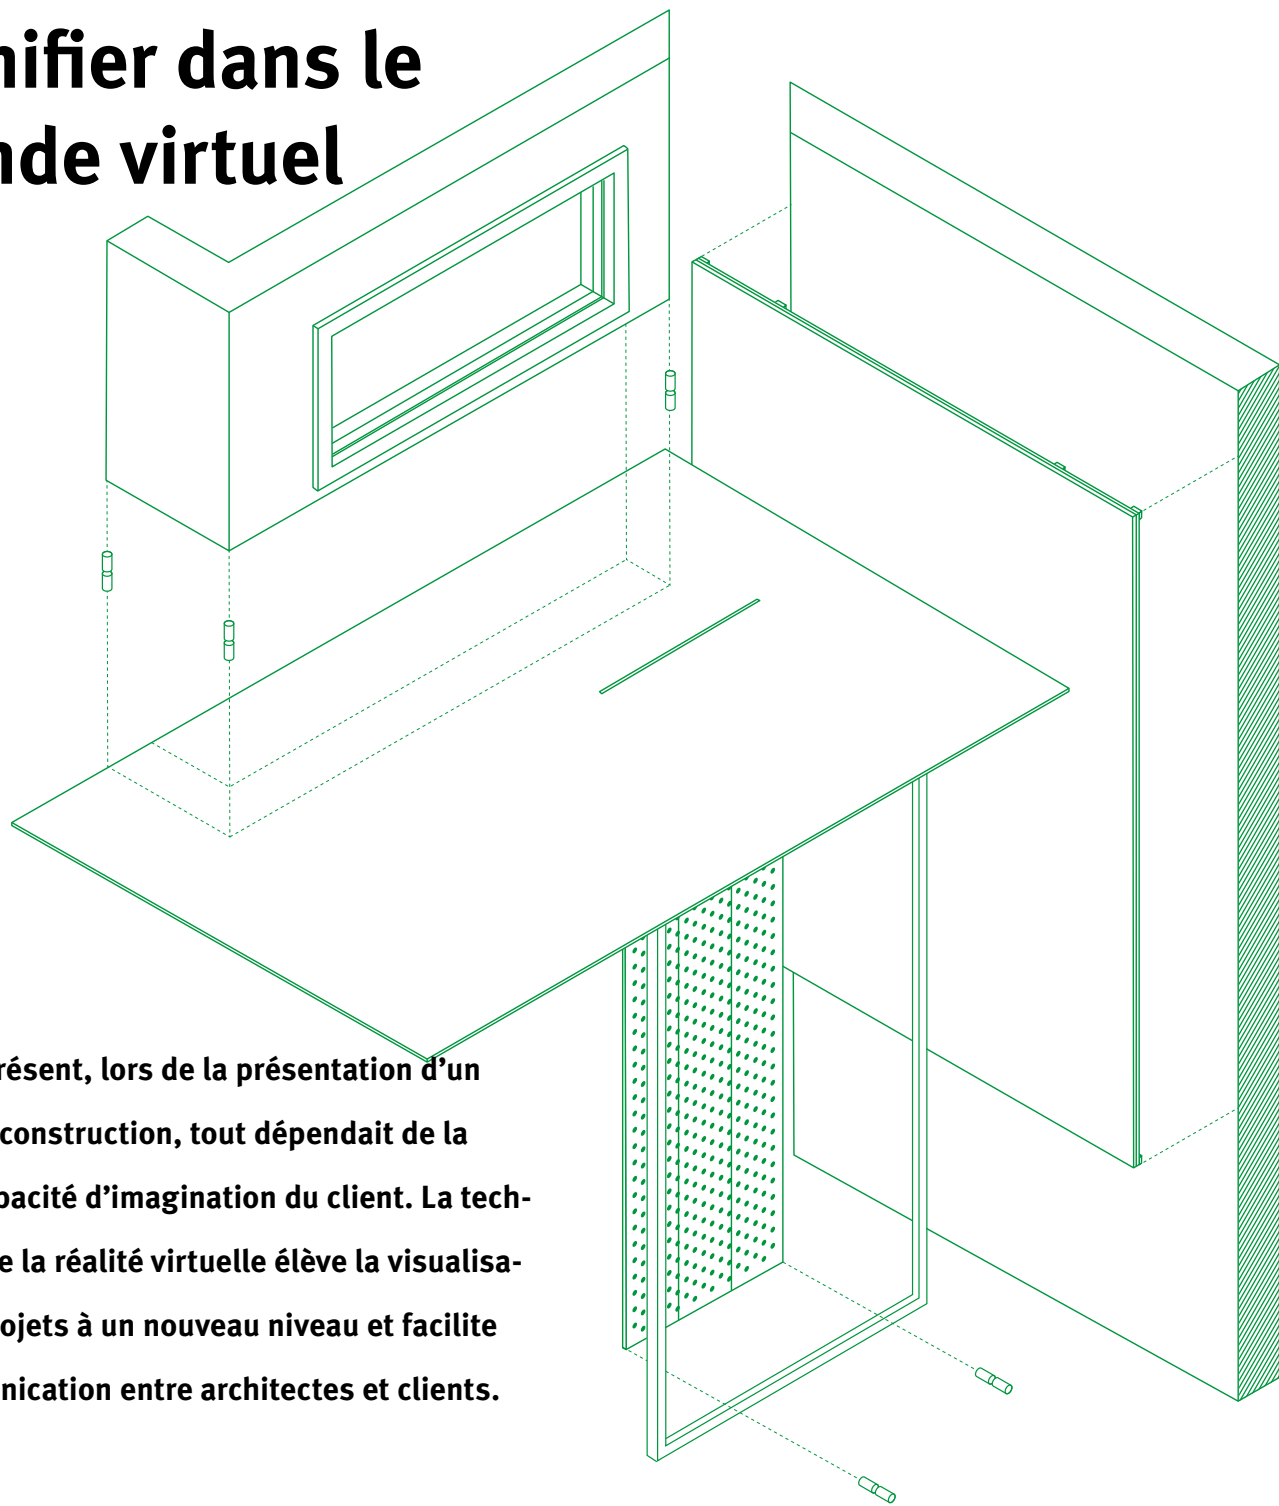 nifier dans le
nde virtuel
résent, lors de la présentation d’un
construction, tout dépendait de la
pacité d’imagination du client. La tech-
e la réalité virtuelle élève la visualisa-
ojets à un nouveau niveau et facilite
nication entre architectes et clients.